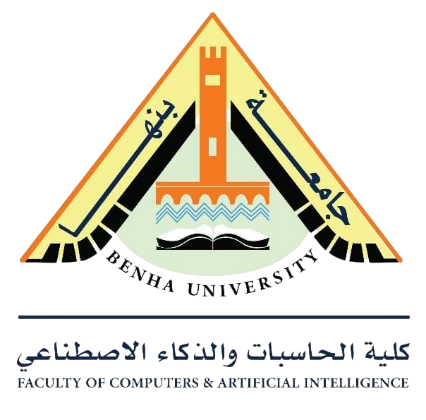 جامعة بنها
BENHA UNIVERSITY
كلية الحاسبات والذكاء الاصطناعي
FACULTY OF COMPUTERS & ARTIFICIAL INTELLIGENCE